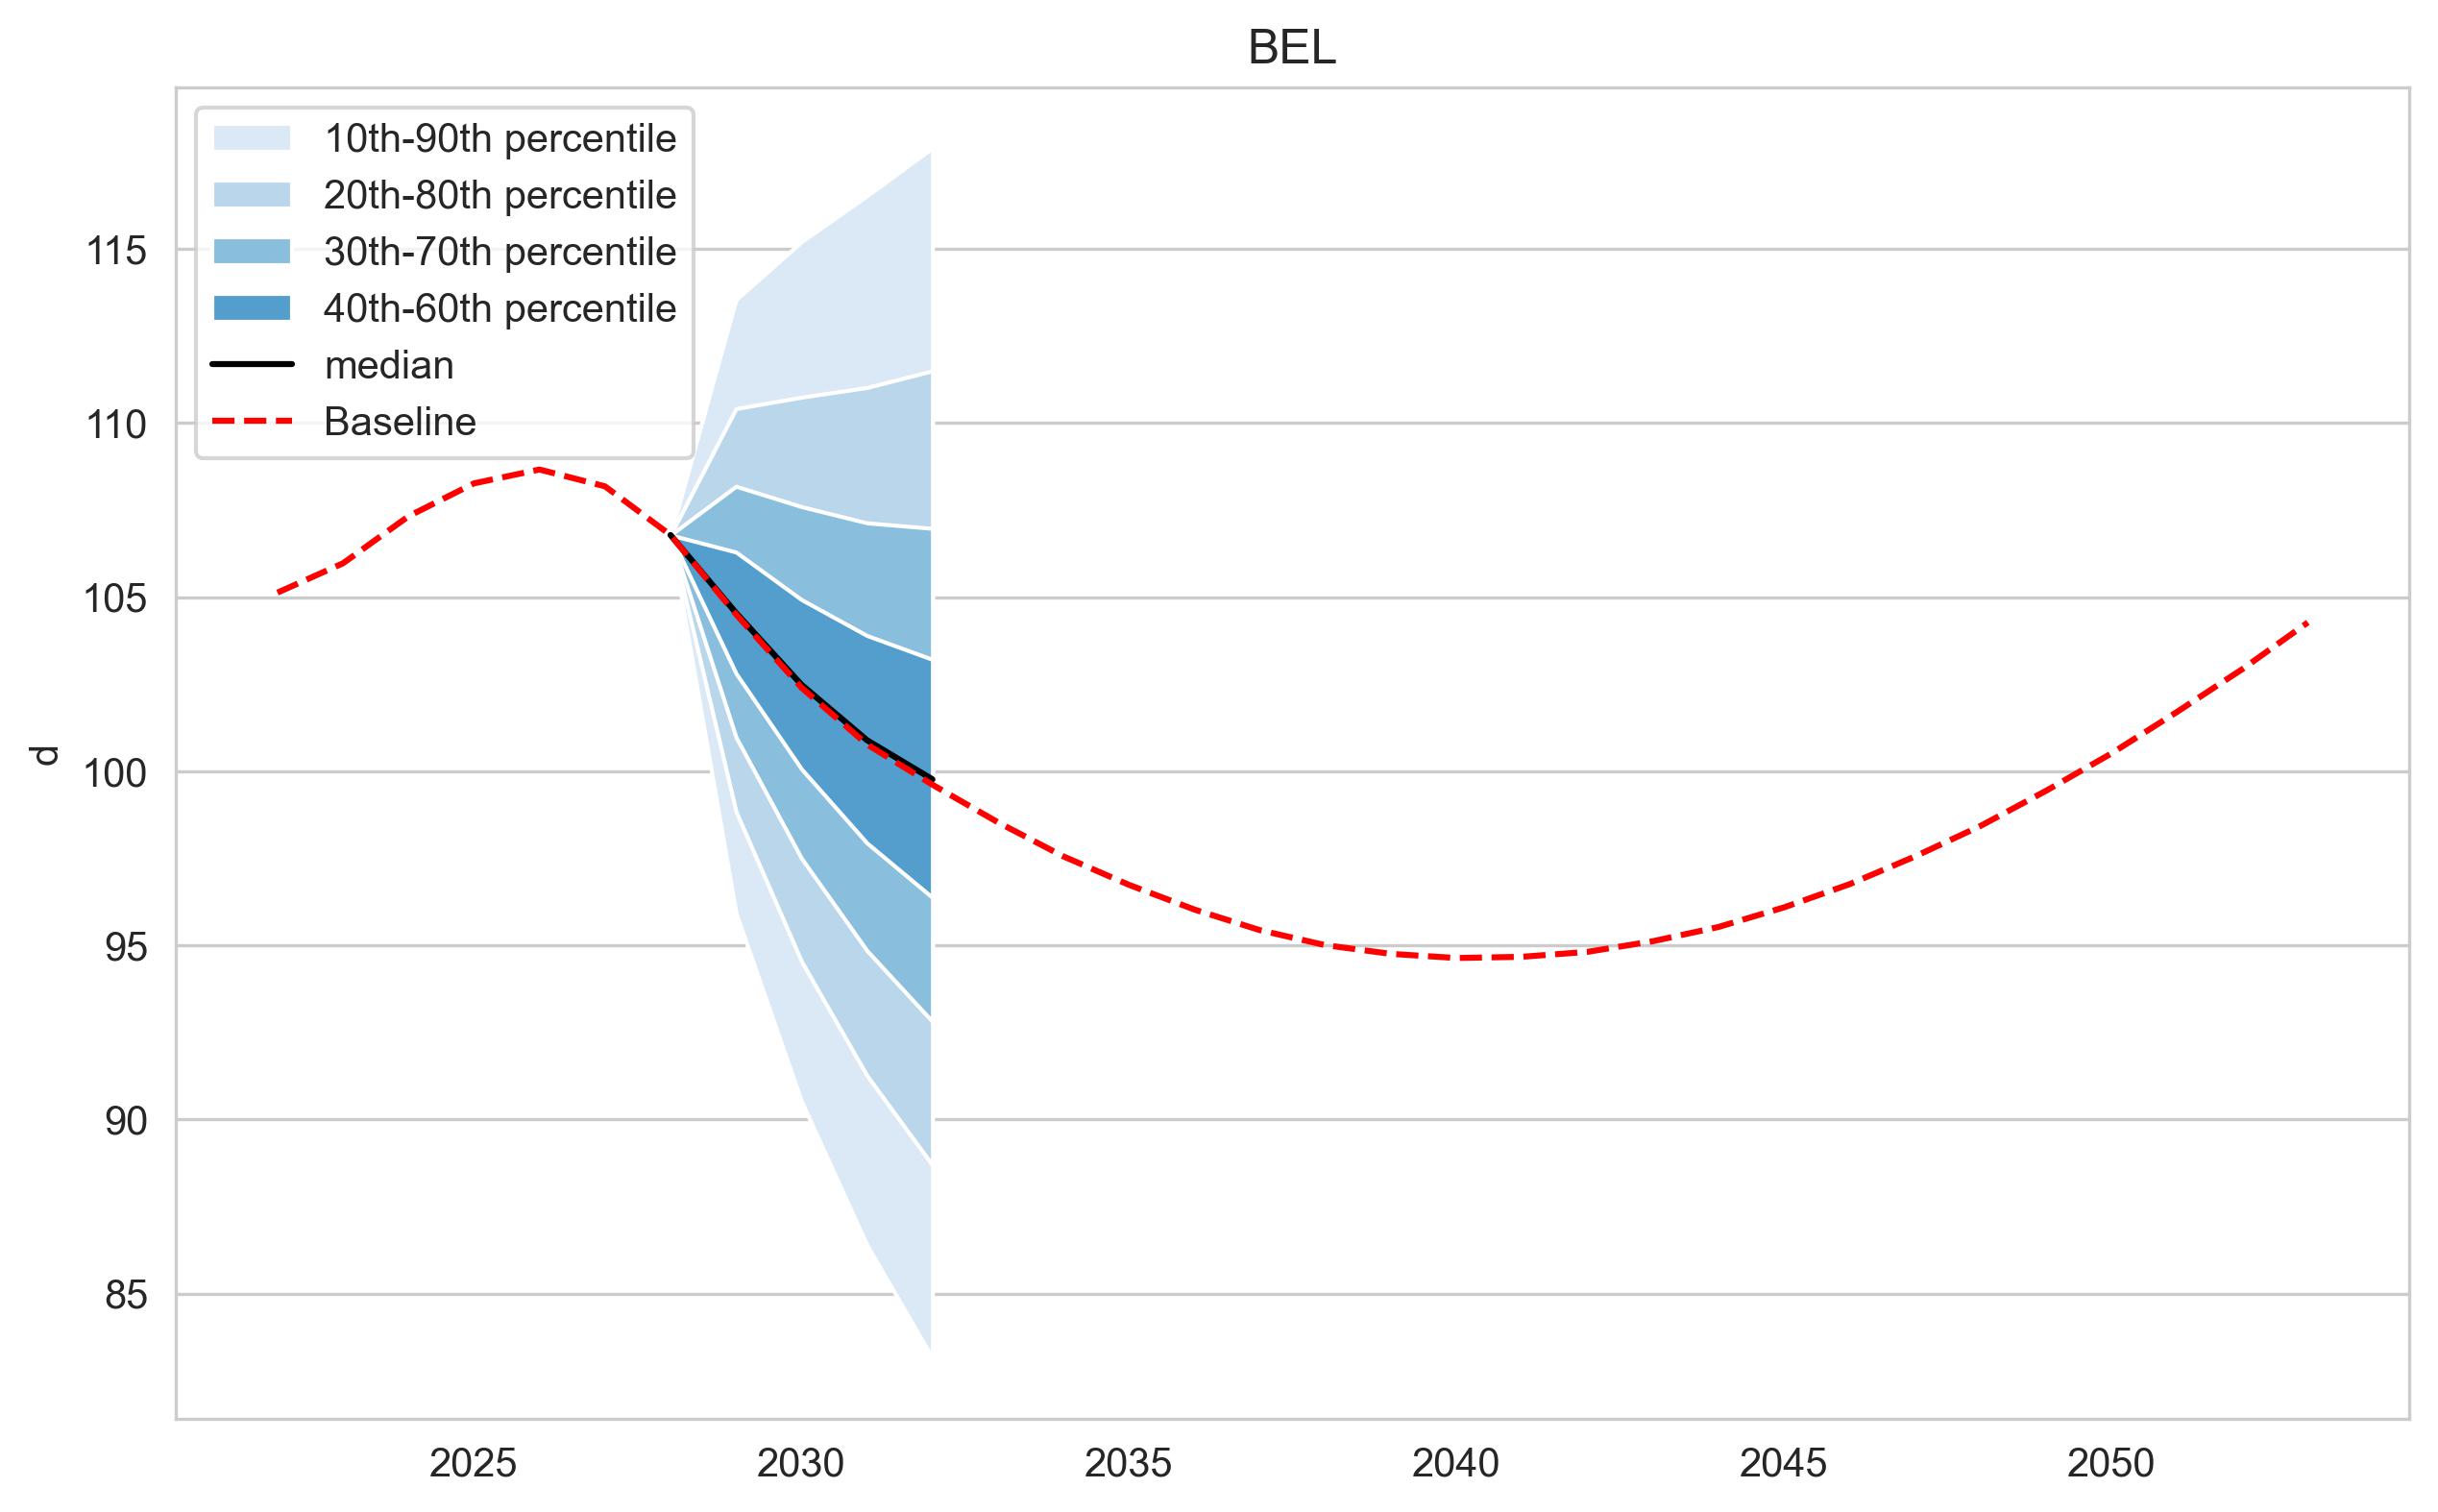 BEL
10th-90th percentile
20th-80th percentile
30th-70th percentile
40th-60th percentile
median
Baseline
115
110
105
100
95
90
85
d
2025
2030
2035
2040
2045
2050